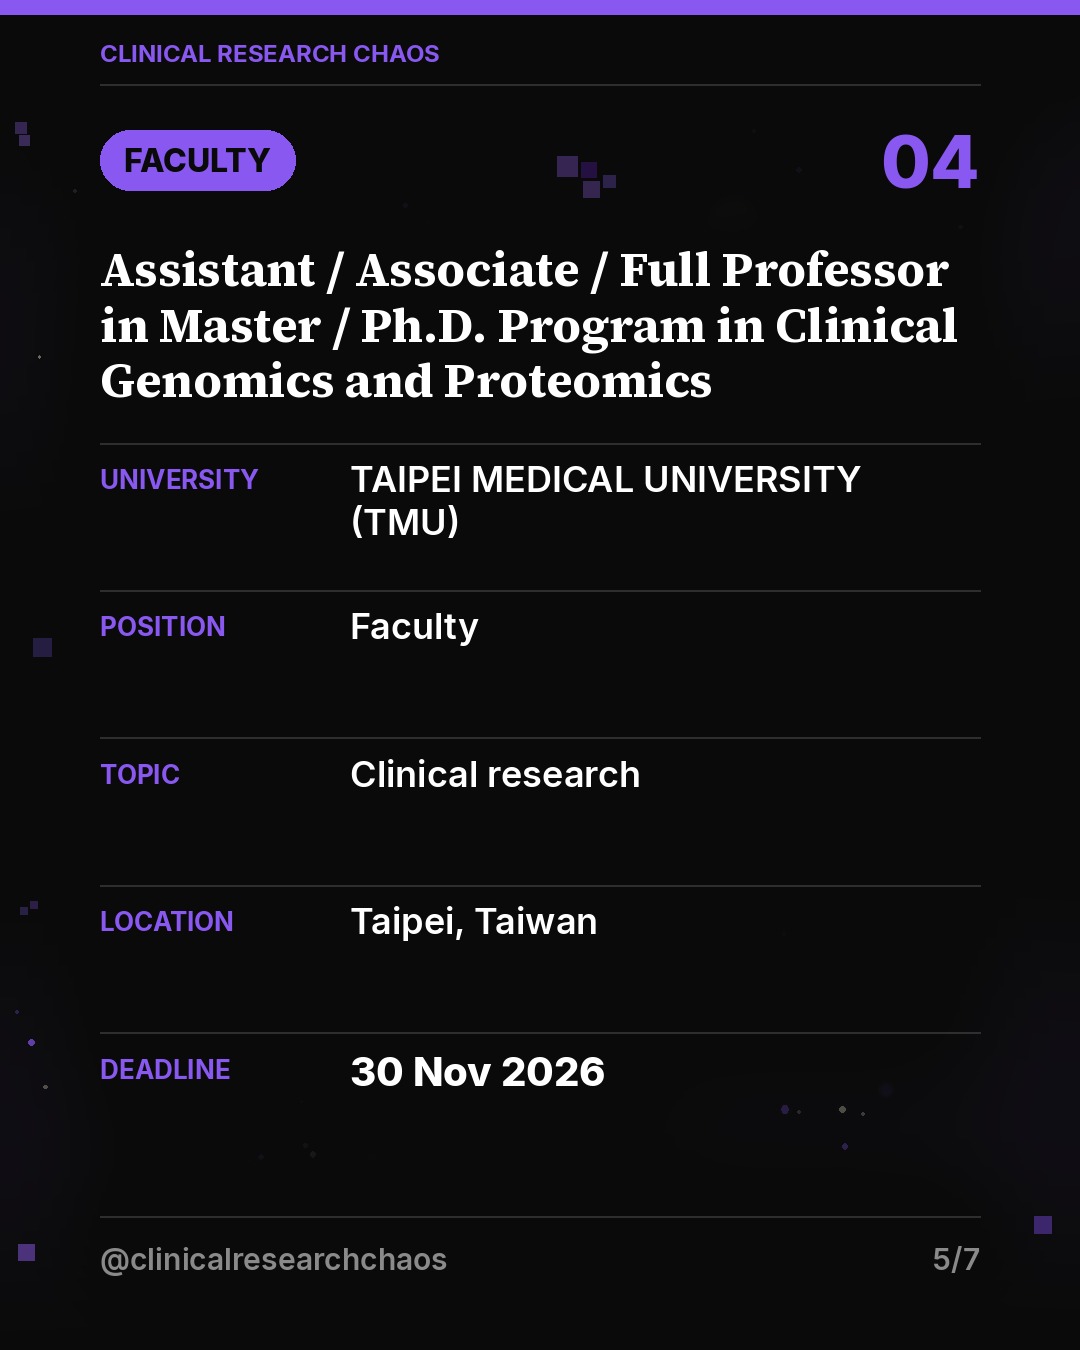 CLINICAL RESEARCH CHAOS
FACULTY
04
Assistant / Associate / Full Professor
in Master / Ph.D. Program in Clinical
Genomics and Proteomics
UNIVERSITY
TAIPEI MEDICAL UNIVERSITY
(TMU)
POSITION
Faculty
TOPIC
Clinical research
LOCATION
Taipei, Taiwan
DEADLINE
30 Nov 2026
@clinicalresearchchaos
5/7